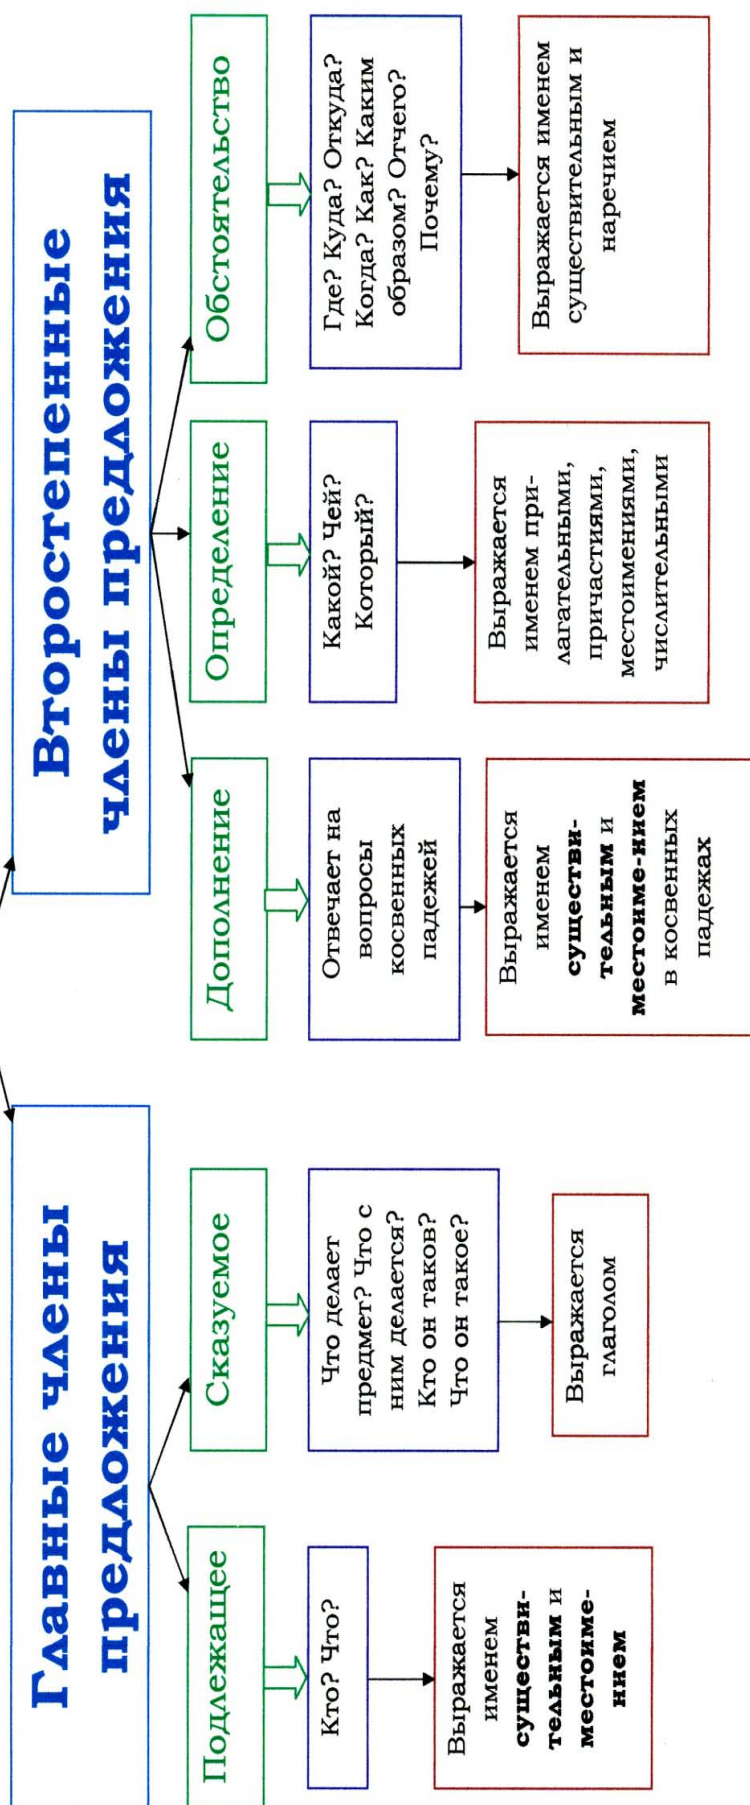 Главные члены
предложения
Подлежащее
Кто? Что?
Выражается
именем
существи-
тельным и
местоиме-
нием
Сказуемое
Что делает
предмет? Что с
ним делается?
Кто он таков?
Что он такое?
Выражается
глаголом
Второстепенные
члены предложения
Дополнение
Отвечает на
вопросы
косвенных
падежей
Выражается
именем
существи-
тельным и
местоиме-нием
в косвенных
падежах
Определение
Какой? Чей?
Который?
Выражается
именем при-
лагательными,
причастиями,
местоимениями,
числительными
Обстоятельство
Где? Куда? Откуда?
Когда? Как? Каким
образом? Отчего?
Почему?
Выражается именем
существительным и
наречием